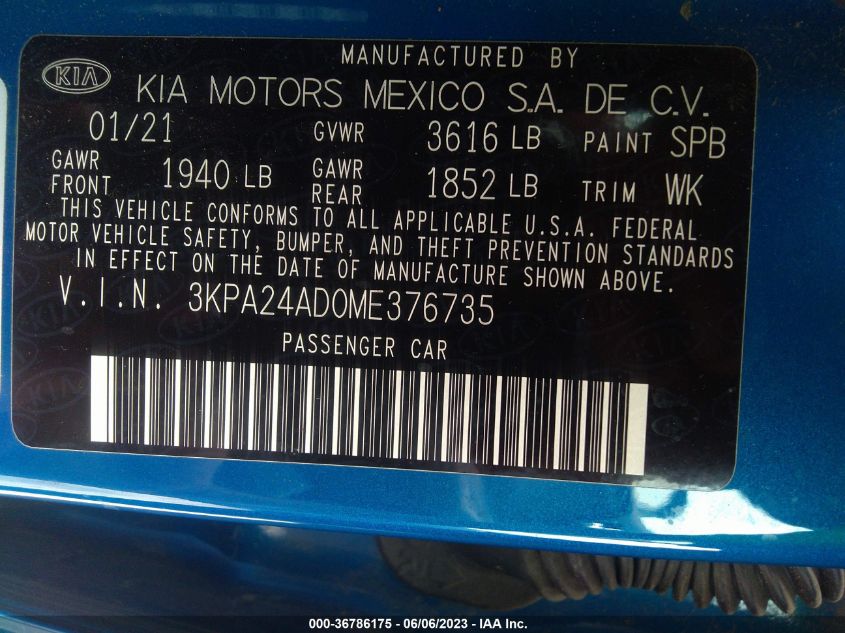 MANUFACTURED BY
KIA KIA MOTORS MEXICO S.A. DE C.V.
01/21 GVWR 3616 LB PAINT SPB
GAWR FRONT 1940 LB GAWR REAR 1852 LB TRIM WK
THIS VEHICLE CONFORMS TO ALL APPLICABLE U.S.A. FEDERAL
MOTOR VEHICLE SAFETY, BUMPER, AND THEFT PREVENTION STANDARDS
IN EFFECT ON THE DATE OF MANUFACTURE SHOWN ABOVE.
V.I.N. 3KPA24AD0ME376735
PASSENGER CAR
000-36786175 - 06/06/2023 - IAA Inc.